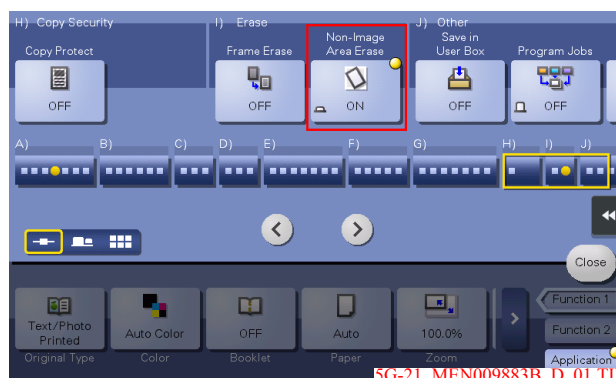 H) Copy Security
I) Erase
J) Other
Copy Protect
Frame Erase
Non-Image
Area Erase
Save in
User Box
Program Jobs
OFF
OFF
ON
OFF
OFF
A)
B)
C)
D)
E)
F)
G)
H)
I)
J)
Close
Text/Photo
Printed
Auto Color
OFF
Auto
100.0%
Original Type
Color
Booklet
Paper
Zoom
Function 1
Function 2
Application